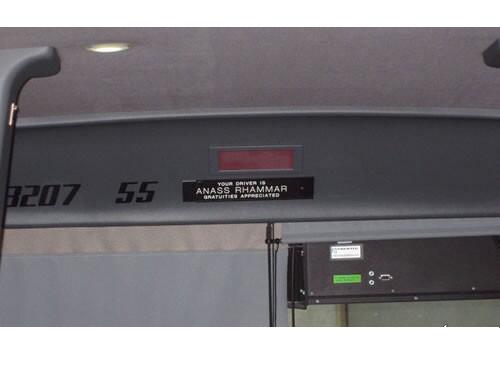 YOUR DRIVER IS
ANASS RHAMMAR
GRATUITIES APPRECIATED
3207 55